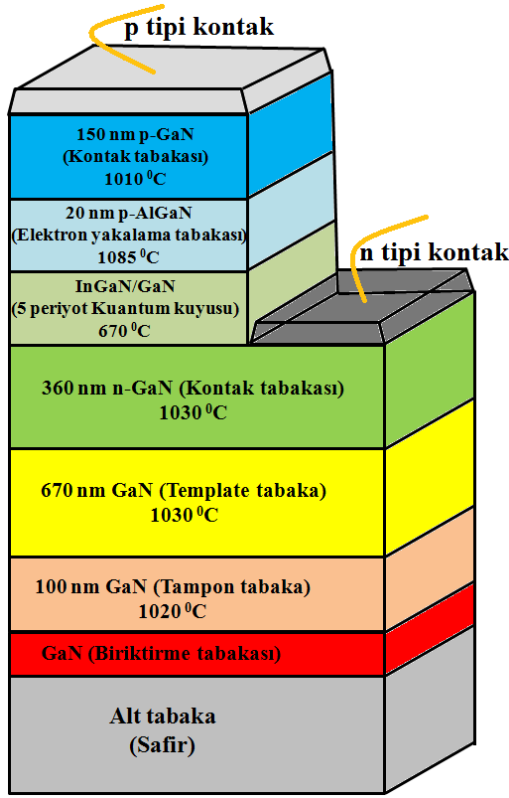 p tipi kontak
150 nm p-GaN
(Kontak tabakası)
1010 ⁰C
20 nm p-AlGaN
(Elektron yakalama tabakası)
1085 ⁰C
n tipi kontak
InGaN/GaN
(5 periyot Kuantum kuyusu)
670 ⁰C
360 nm n-GaN (Kontak tabakası)
1030 ⁰C
670 nm GaN (Template tabaka)
1030 ⁰C
100 nm GaN (Tampon tabaka)
1020 ⁰C
GaN (Biriktirme tabakası)
Alt tabaka
(Safir)